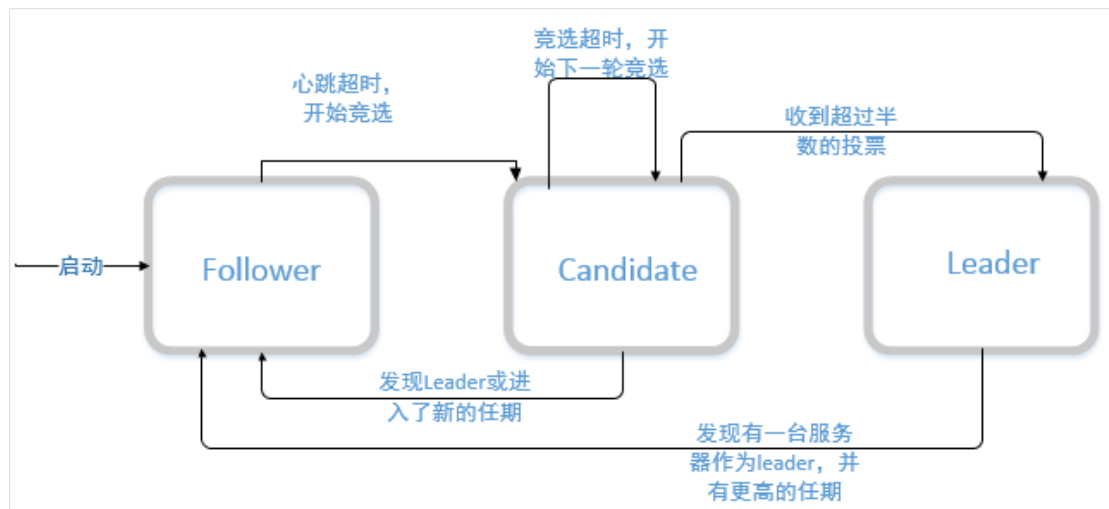 竞选超时，开
始下一轮竞选
心跳超时，
开始竞选
收到超过半
数的投票
启动
Follower
Candidate
Leader
发现Leader或进
入了新的任期
发现有一台服务
器作为leader，并
有更高的任期